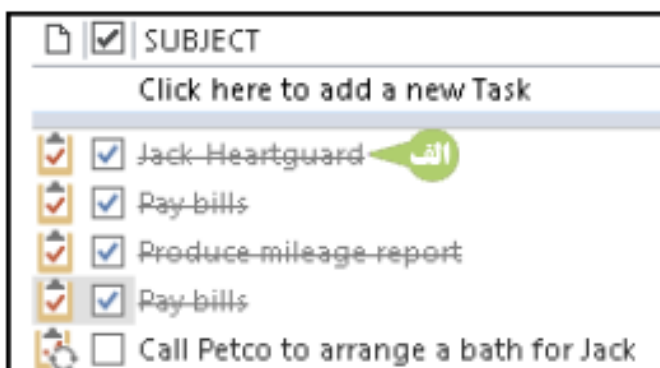 SUBJECT
Click here to add a new Task
Jack Heartguard الف
Pay bills
Produce mileage report
Pay bills
Call Petco to arrange a bath for Jack